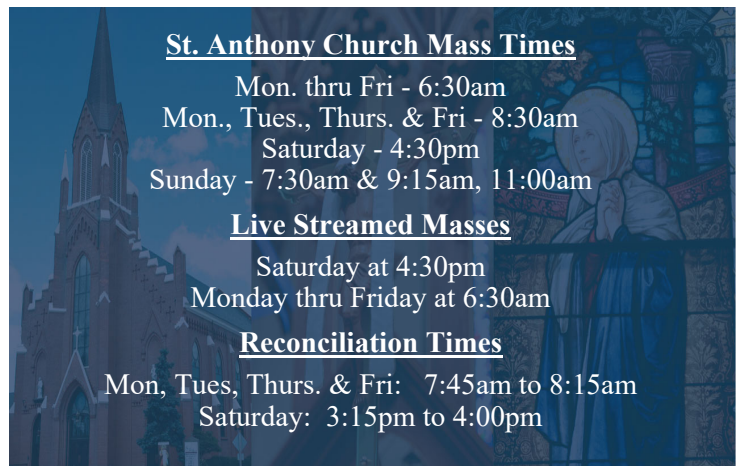 St. Anthony Church Mass Times
Mon. thru Fri - 6:30am
Mon., Tues., Thurs. & Fri - 8:30am
Saturday - 4:30pm
Sunday - 7:30am & 9:15am, 11:00am
Live Streamed Masses
Saturday at 4:30pm
Monday thru Friday at 6:30am
Reconciliation Times
Mon, Tues, Thurs. & Fri:   7:45am to 8:15am
Saturday:  3:15pm to 4:00pm